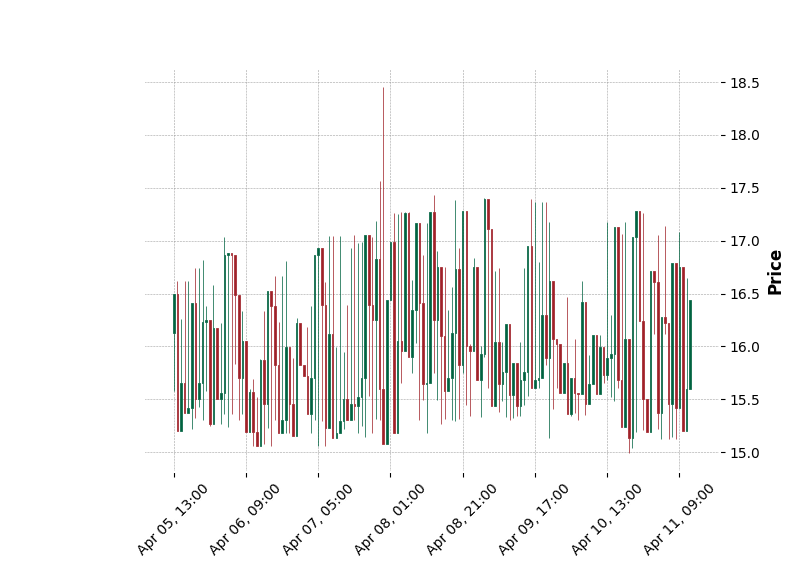 18.5
18.0
17.5
17.0
16.5
16.0
15.5
15.0
Price
Apr 05, 13:00
Apr 06, 09:00
Apr 07, 05:00
Apr 08, 01:00
Apr 08, 21:00
Apr 09, 17:00
Apr 10, 13:00
Apr 11, 09:00